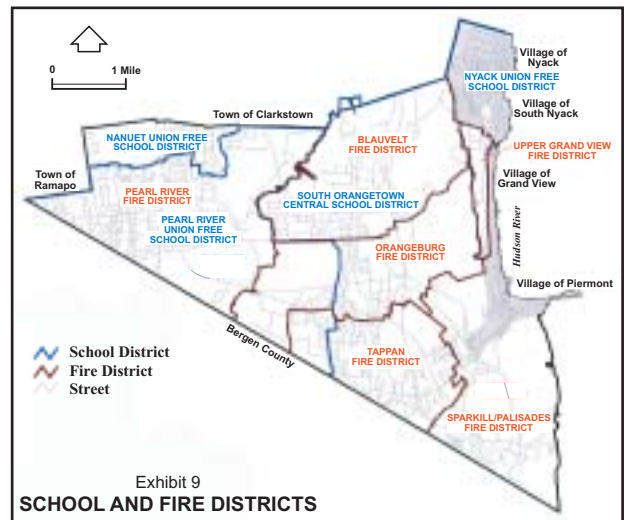 Village of
Nyack
NYACK UNION FREE
SCHOOL DISTRICT
0 1 Mile
Village of
South Nyack
Town of Clarkstown
NANUET UNION FREE
SCHOOL DISTRICT
BLAUVELT
FIRE DISTRICT
UPPER GRAND VIEW
FIRE DISTRICT
Town of
Ramapo
Village of
Grand View
PEARL RIVER
FIRE DISTRICT
SOUTH ORANGETOWN
CENTRAL SCHOOL DISTRICT
PEARL RIVER
UNION FREE
SCHOOL DISTRICT
Hudson River
ORANGEBURG
FIRE DISTRICT
Village of Piermont
Bergen County
School District
Fire District
Street
TAPPAN
FIRE DISTRICT
SPARKILL/PALISADES
FIRE DISTRICT
Exhibit 9
SCHOOL AND FIRE DISTRICTS